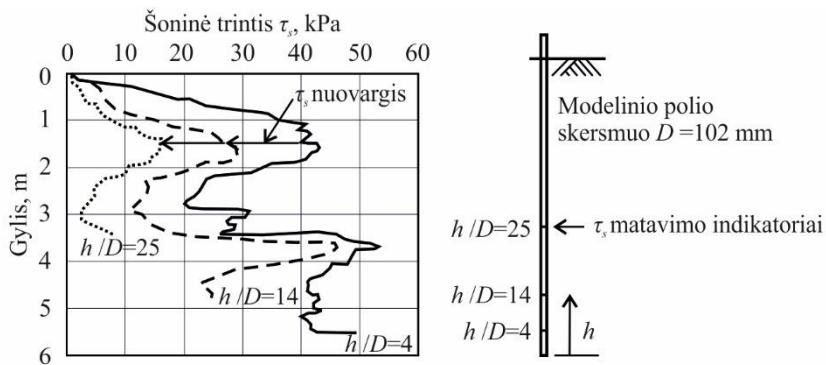 Šoninė trintis τs, kPa
0 10 20 30 40 50 60
0
1
2
3
4
5
6
Gylis, m
τs nuovargis
h/D=25
h/D=14
h/D=4
Modelinio polio
skersmuo D =102 mm
h/D=25
τs matavimo indikatoriai
h/D=14
h/D=4
h